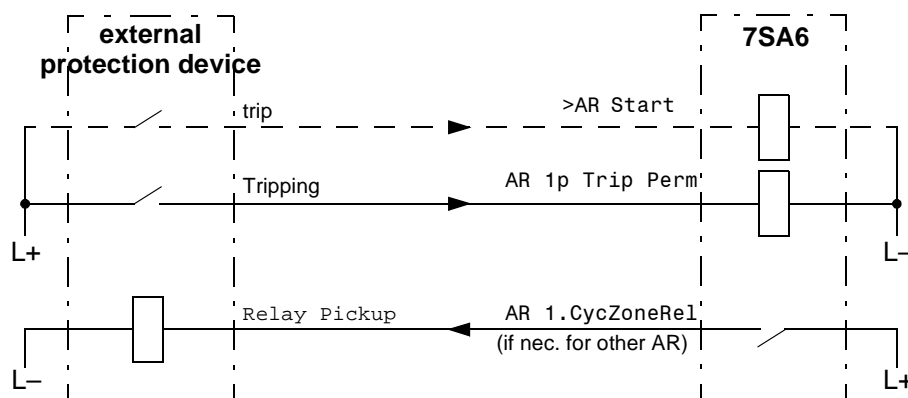 external
protection device
7SA6
trip
>AR Start
Tripping
AR 1p Trip Perm
L+
L–
Relay Pickup
AR 1.CycZoneRel
(if nec. for other AR)
L–
L+